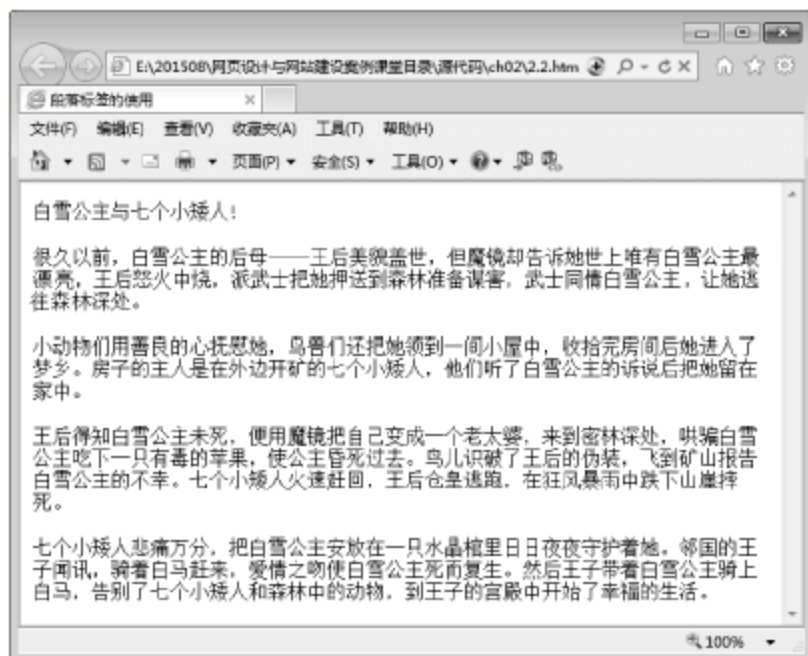 E:\201508\网页设计与网站建设案例课堂目录\源代码\ch02\2.2.htm
段落标签的使用
文件(F) 编辑(E) 查看(V) 收藏夹(A) 工具(T) 帮助(H)
页面(P) 安全(S) 工具(O)
白雪公主与七个小矮人！
很久以前，白雪公主的后母——王后美貌盖世，但魔镜却告诉她世上唯有白雪公主最
漂亮，王后怒火中烧，派武士把她押送到森林准备谋害，武士同情白雪公主，让她逃
往森林深处。
小动物们用善良的心抚慰她，鸟兽们还把她领到一间小屋中，收拾完房间后她进入了
梦乡。房子的主人是在外边开矿的七个小矮人，他们听了白雪公主的诉说后把她留在
家中。
王后得知白雪公主未死，便用魔镜把自己变成一个老太婆，来到密林深处，哄骗白雪
公主吃下一只有毒的苹果，使公主昏死过去。鸟儿识破了王后的伪装，飞到矿山报告
白雪公主的不幸。七个小矮人火速赶回，王后仓皇逃跑，在狂风暴雨中跌下山崖摔
死。
七个小矮人悲痛万分，把白雪公主安放在一只水晶棺里日日夜夜守护着她。邻国的王
子闻讯，骑着白马赶来，爱情之吻使白雪公主死而复生。然后王子带着白雪公主骑上
白马，告别了七个小矮人和森林中的动物，到王子的宫殿中开始了幸福的生活。
100%